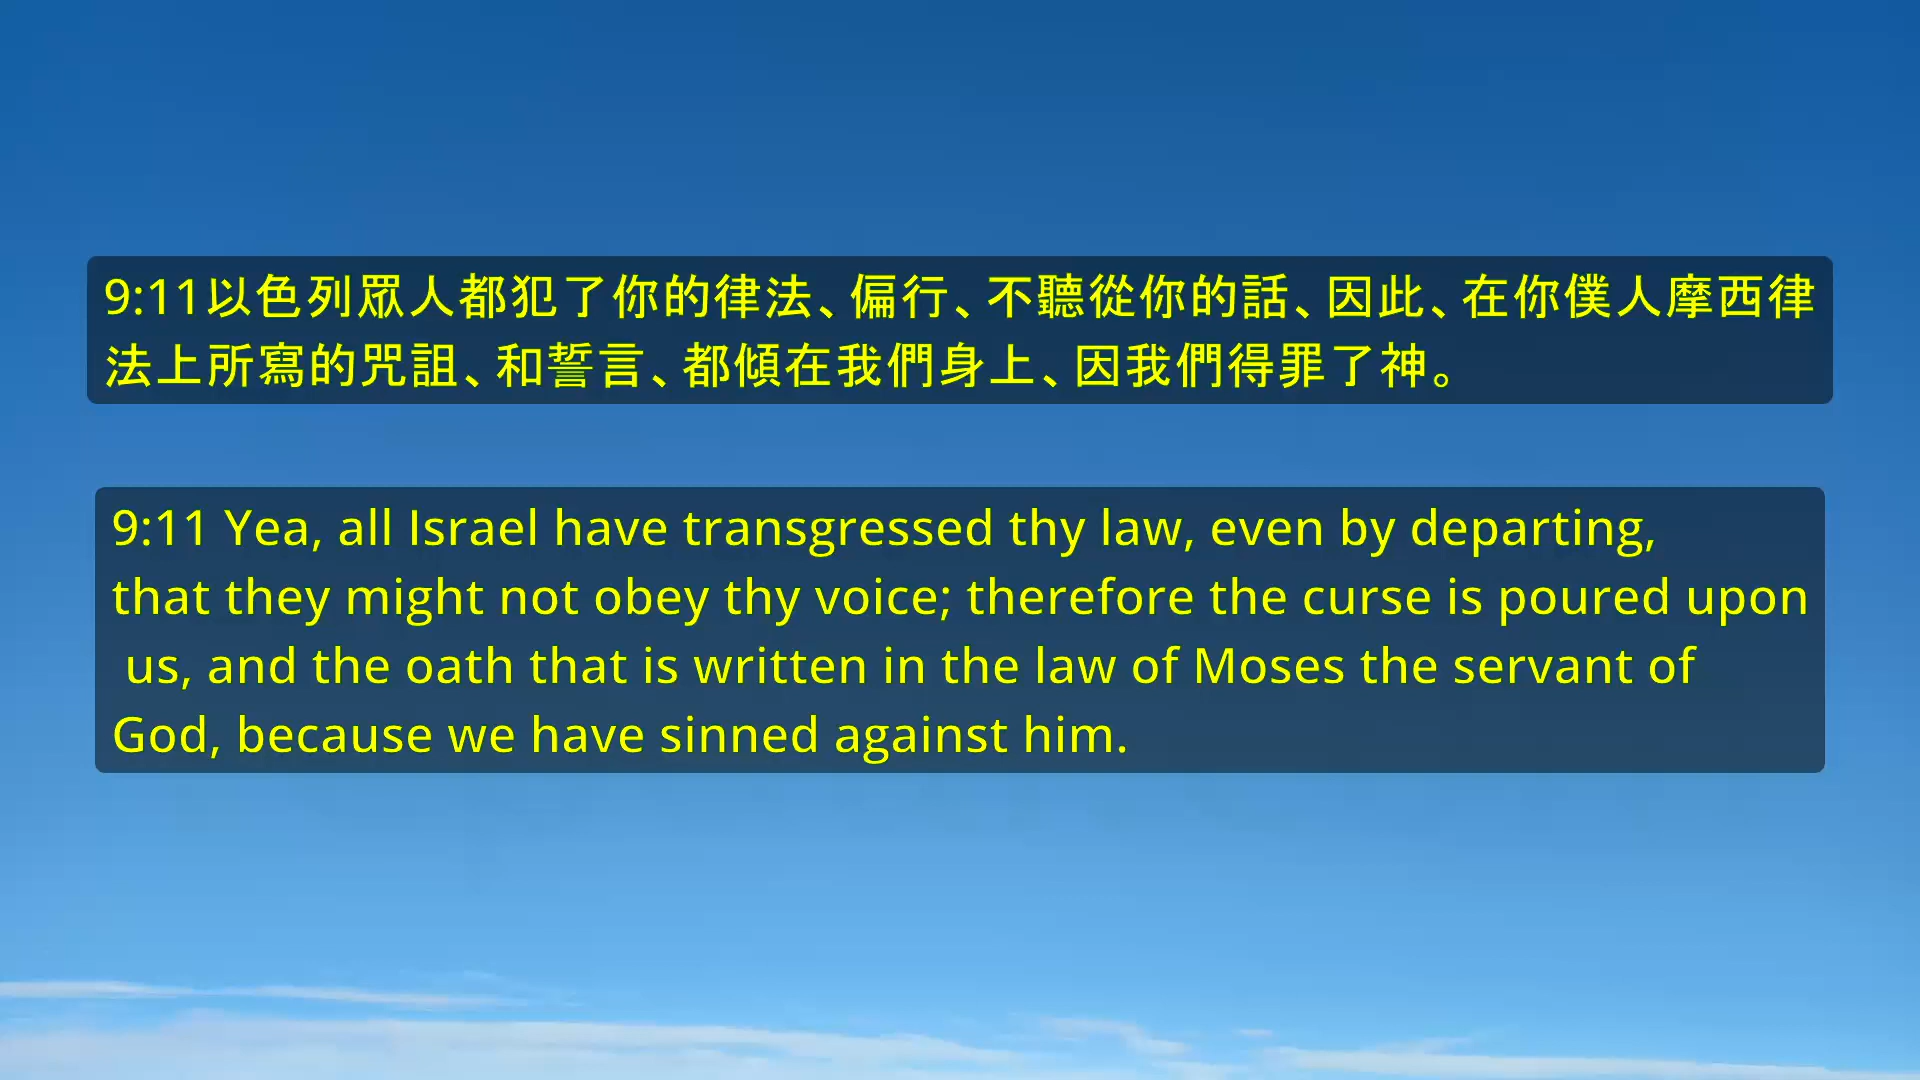 9:11以色列眾人都犯了你的律法、偏行、不聽從你的話、因此、在你僕人摩西律
法上所寫的咒詛、和誓言、都傾在我們身上、因我們得罪了神。
9:11 Yea, all Israel have transgressed thy law, even by departing,
that they might not obey thy voice; therefore the curse is poured upon
us, and the oath that is written in the law of Moses the servant of
God, because we have sinned against him.